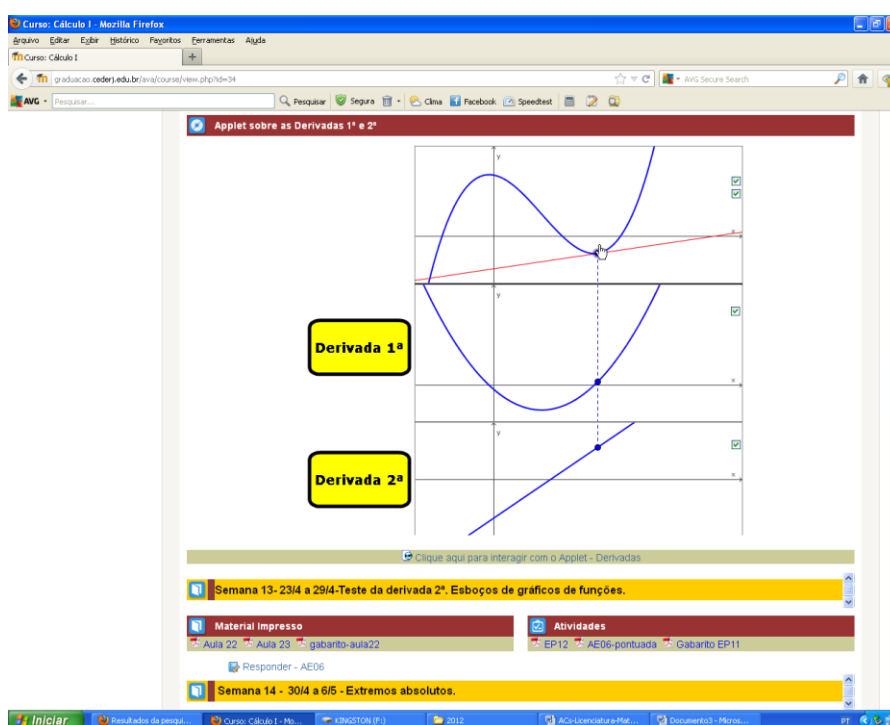 Curso: Cálculo I - Mozilla Firefox
Arquivo Editar Exibir Histórico Favoritos Ferramentas Ajuda
Curso: Cálculo I
graduacao.cederj.edu.br/ava/course/view.php?id=34
AVG Secure Search
AVG Pesquisar... Pesquisar Segura Clima Facebook Speedtest
Applet sobre as Derivadas 1ª e 2ª
y
x
y
Derivada 1ª
x
y
x
Derivada 2ª
Clique aqui para interagir com o Applet - Derivadas
Semana 13- 23/4 a 29/4-Teste da derivada 2ª. Esboços de gráficos de funções.
Material Impresso
Atividades
Aula 22 Aula 23 gabarito-aula22
EP12 AE06-pontuada Gabarito EP11
Responder - AE06
Semana 14 - 30/4 a 6/5 - Extremos absolutos.
Iniciar Resultados da pesqui... Curso: Cálculo I - Mo... KINGSTON (F:) 2012 ACs-Licenciatura-Mat... Documento3 - Micros... PT